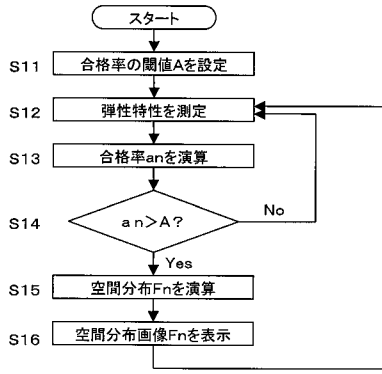 スタート
S11 合格率の閾値Aを設定
S12 弾性特性を測定
S13 合格率anを演算
S14 an>A?
No
Yes
S15 空間分布Fnを演算
S16 空間分布画像Fnを表示